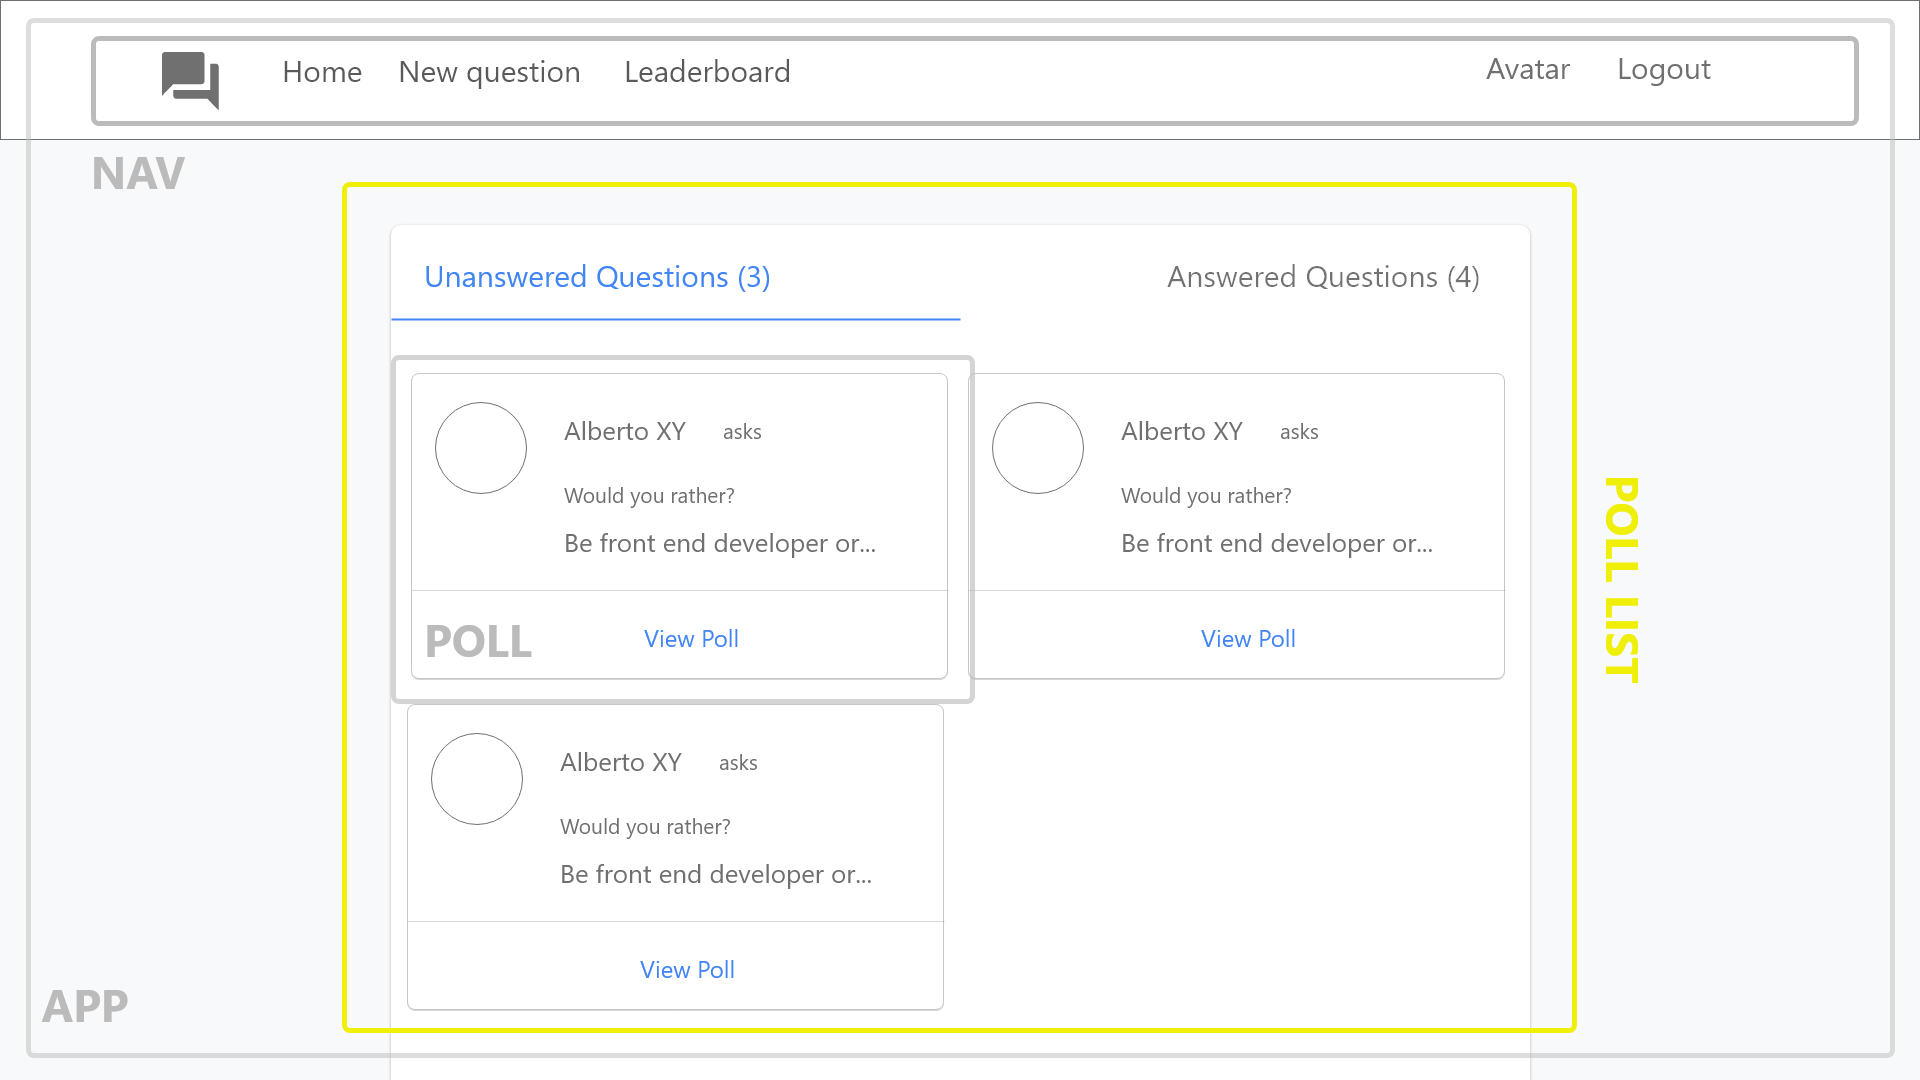 Home New question Leaderboard Avatar Logout
NAV
Unanswered Questions (3) Answered Questions (4)
Alberto XY asks
Would you rather?
Be front end developer or...
POLL View Poll
Alberto XY asks
Would you rather?
Be front end developer or...
View Poll
Alberto XY asks
Would you rather?
Be front end developer or...
View Poll
POLL LIST
APP